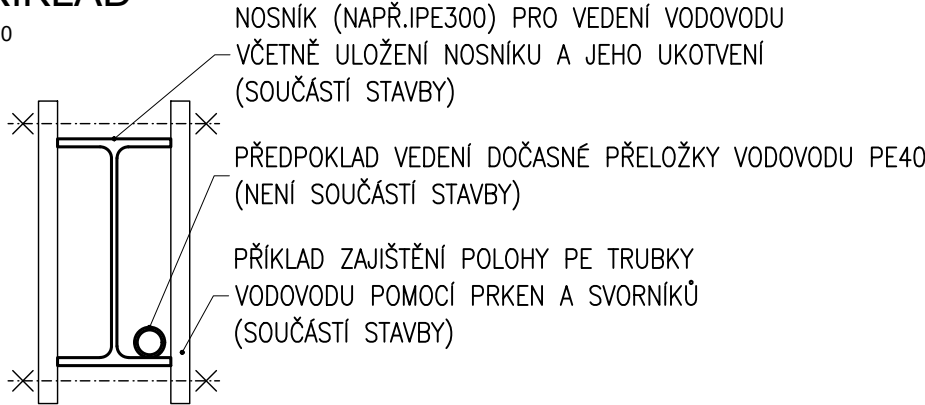 NOSNÍK (NAPŘ.IPE300) PRO VEDENÍ VODOVODU
VČETNĚ ULOŽENÍ NOSNÍKU A JEHO UKOTVENÍ
(SOUČÁSTÍ STAVBY)
PŘEDPOKLAD VEDENÍ DOČASNÉ PŘELOŽKY VODOVODU PE40
(NENÍ SOUČÁSTÍ STAVBY)
PŘÍKLAD ZAJIŠTĚNÍ POLOHY PE TRUBKY
VODOVODU POMOCÍ PRKEN A SVORNÍKŮ
(SOUČÁSTÍ STAVBY)